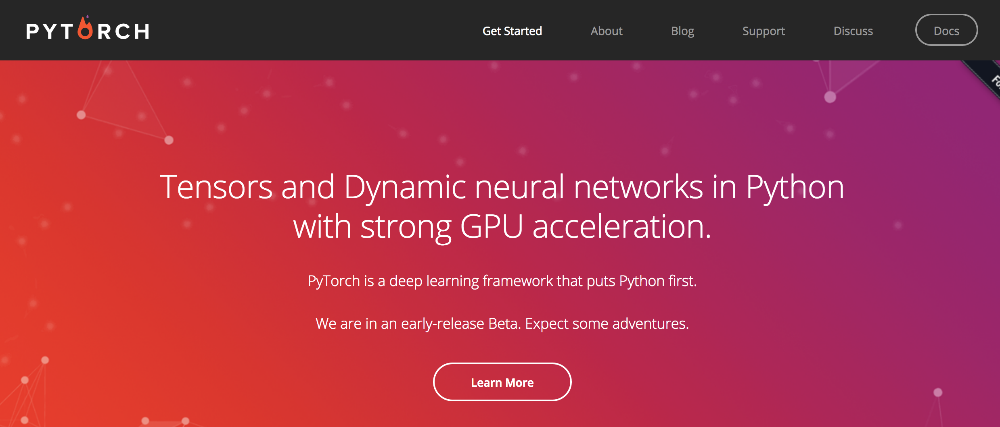 PYTORCH
Get Started
About
Blog
Support
Discuss
Docs
Tensors and Dynamic neural networks in Python
with strong GPU acceleration.
PyTorch is a deep learning framework that puts Python first.
We are in an early-release Beta. Expect some adventures.
Learn More